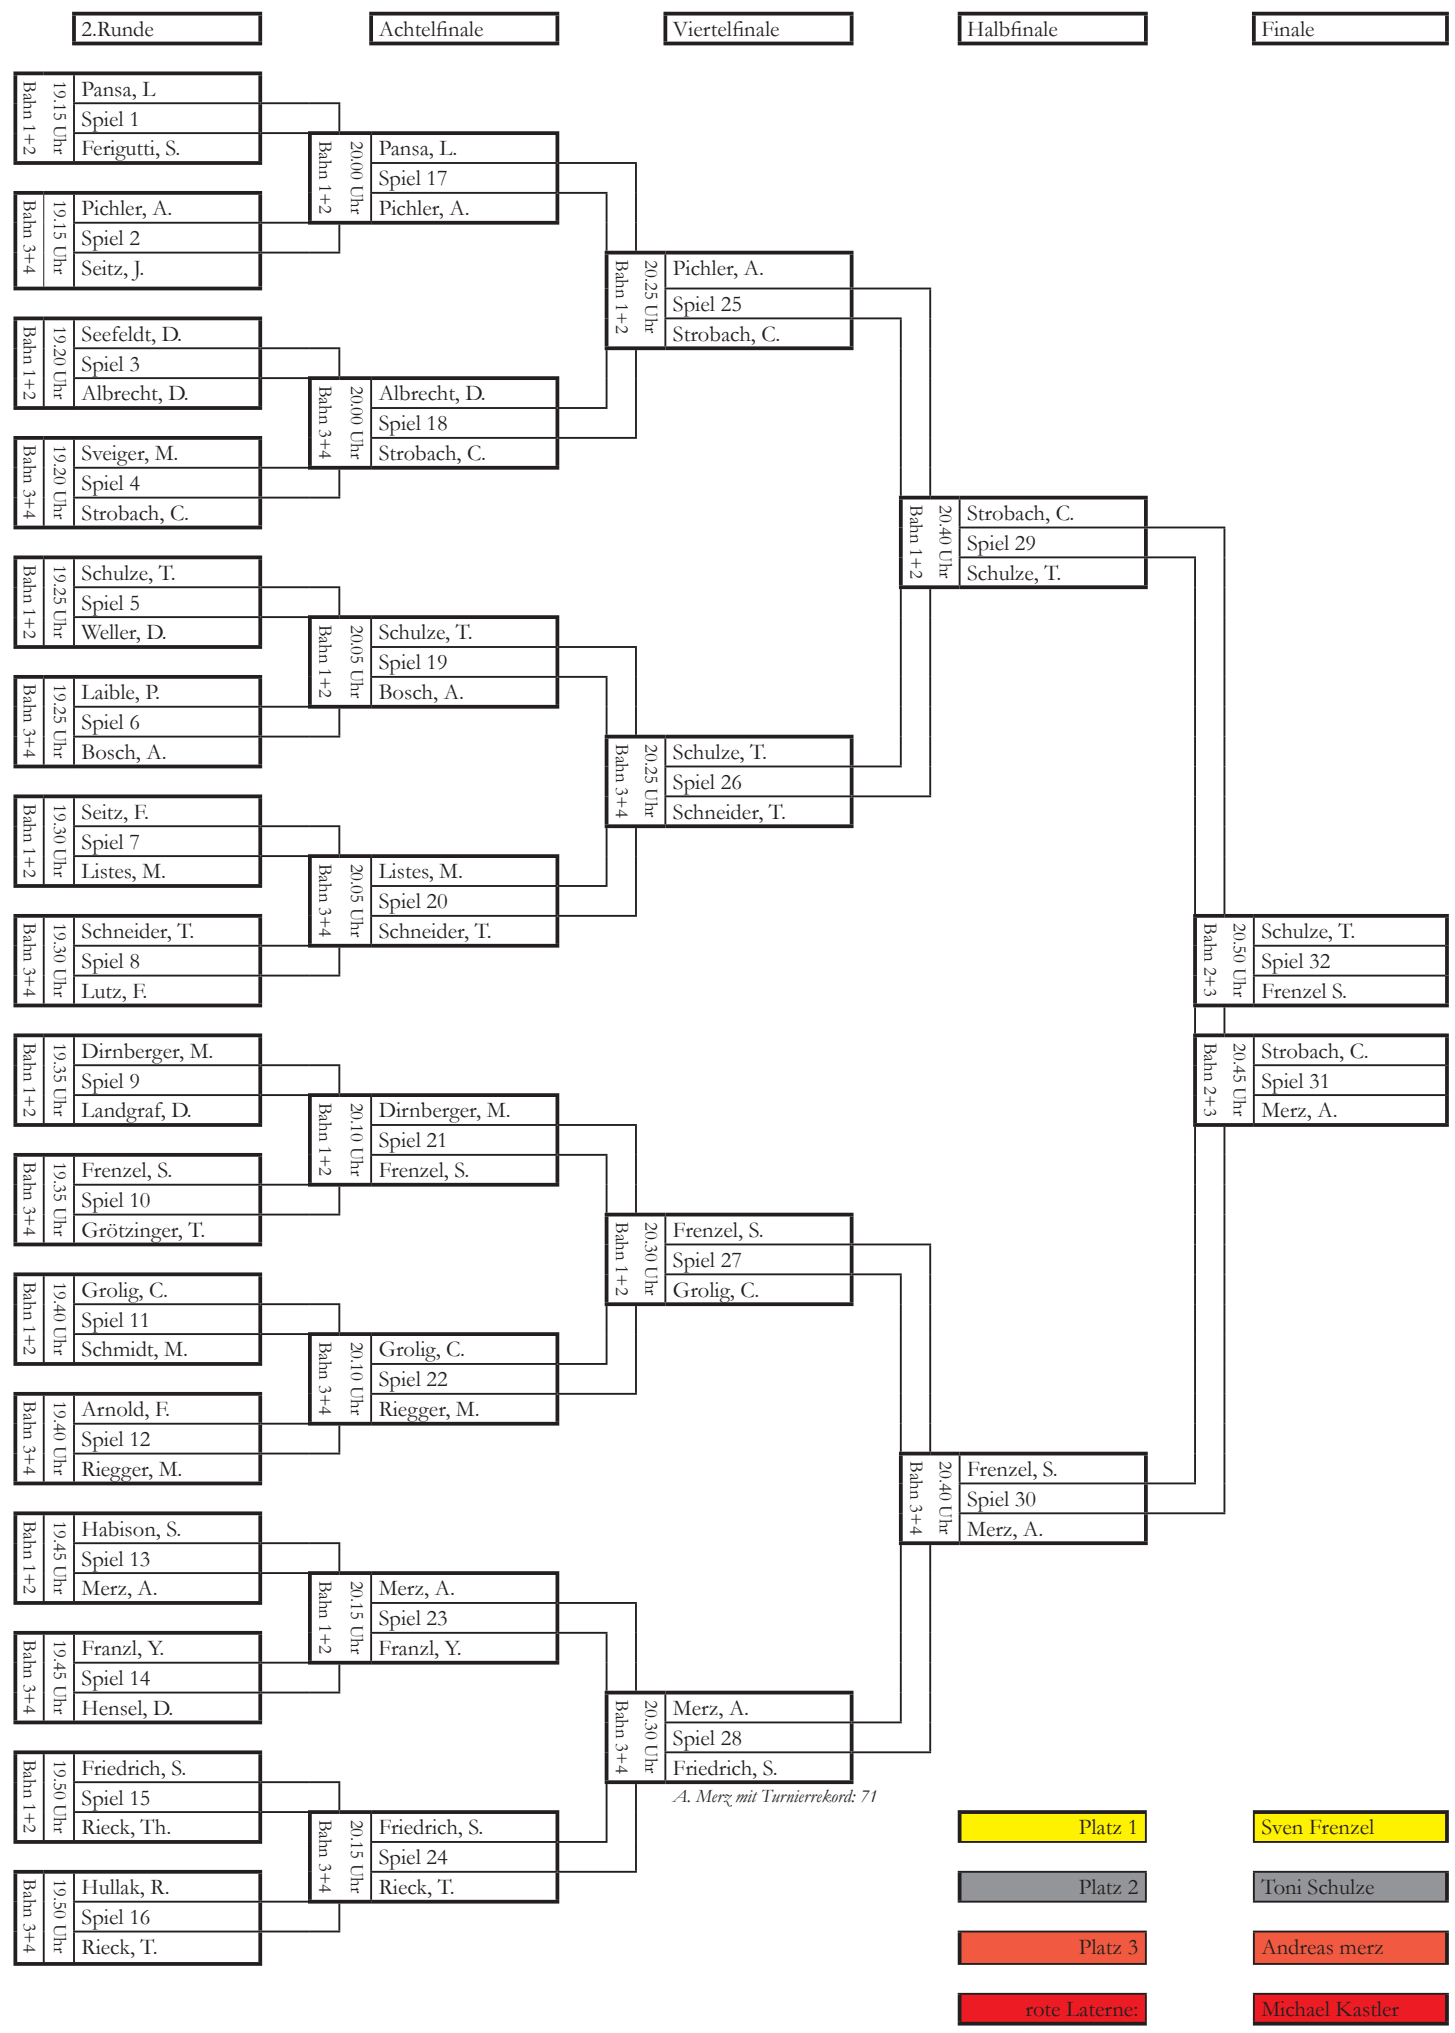 2.Runde
Achtelfinale
Viertelfinale
Halbfinale
Finale
19.15 Uhr
Bahn 1+2
Pansa, L
Spiel 1
Ferigutti, S.
19.15 Uhr
Bahn 3+4
Pichler, A.
Spiel 2
Seitz, J.
19.20 Uhr
Bahn 1+2
Seefeldt, D.
Spiel 3
Albrecht, D.
19.20 Uhr
Bahn 3+4
Sveiger, M.
Spiel 4
Strobach, C.
19.25 Uhr
Bahn 1+2
Schulze, T.
Spiel 5
Weller, D.
19.25 Uhr
Bahn 3+4
Laible, P.
Spiel 6
Bosch, A.
19.30 Uhr
Bahn 1+2
Seitz, F.
Spiel 7
Listes, M.
19.30 Uhr
Bahn 3+4
Schneider, T.
Spiel 8
Lutz, F.
19.35 Uhr
Bahn 1+2
Dirnberger, M.
Spiel 9
Landgraf, D.
19.35 Uhr
Bahn 3+4
Frenzel, S.
Spiel 10
Grötzinger, T.
19.40 Uhr
Bahn 1+2
Grolig, C.
Spiel 11
Schmidt, M.
19.40 Uhr
Bahn 3+4
Arnold, F.
Spiel 12
Riegger, M.
19.45 Uhr
Bahn 1+2
Habison, S.
Spiel 13
Merz, A.
19.45 Uhr
Bahn 3+4
Franzl, Y.
Spiel 14
Hensel, D.
19.50 Uhr
Bahn 1+2
Friedrich, S.
Spiel 15
Rieck, Th.
19.50 Uhr
Bahn 3+4
Hullak, R.
Spiel 16
Rieck, T.
20.00 Uhr
Bahn 1+2
Pansa, L.
Spiel 17
Pichler, A.
20.00 Uhr
Bahn 3+4
Albrecht, D.
Spiel 18
Strobach, C.
20.05 Uhr
Bahn 1+2
Schulze, T.
Spiel 19
Bosch, A.
20.05 Uhr
Bahn 3+4
Listes, M.
Spiel 20
Schneider, T.
20.10 Uhr
Bahn 1+2
Dirnberger, M.
Spiel 21
Frenzel, S.
20.10 Uhr
Bahn 3+4
Grolig, C.
Spiel 22
Riegger, M.
20.15 Uhr
Bahn 1+2
Merz, A.
Spiel 23
Franzl, Y.
20.15 Uhr
Bahn 3+4
Friedrich, S.
Spiel 24
Rieck, T.
20.25 Uhr
Bahn 1+2
Pichler, A.
Spiel 25
Strobach, C.
20.25 Uhr
Bahn 3+4
Schulze, T.
Spiel 26
Schneider, T.
20.30 Uhr
Bahn 1+2
Frenzel, S.
Spiel 27
Grolig, C.
20.30 Uhr
Bahn 3+4
Merz, A.
Spiel 28
Friedrich, S.
A. Merz mit Turnierrekord: 71
20.40 Uhr
Bahn 1+2
Strobach, C.
Spiel 29
Schulze, T.
20.40 Uhr
Bahn 3+4
Frenzel, S.
Spiel 30
Merz, A.
20.50 Uhr
Bahn 2+3
Schulze, T.
Spiel 32
Frenzel S.
20.45 Uhr
Bahn 2+3
Strobach, C.
Spiel 31
Merz, A.
Platz 1
Sven Frenzel
Platz 2
Toni Schulze
Platz 3
Andreas merz
rote Laterne:
Michael Kastler